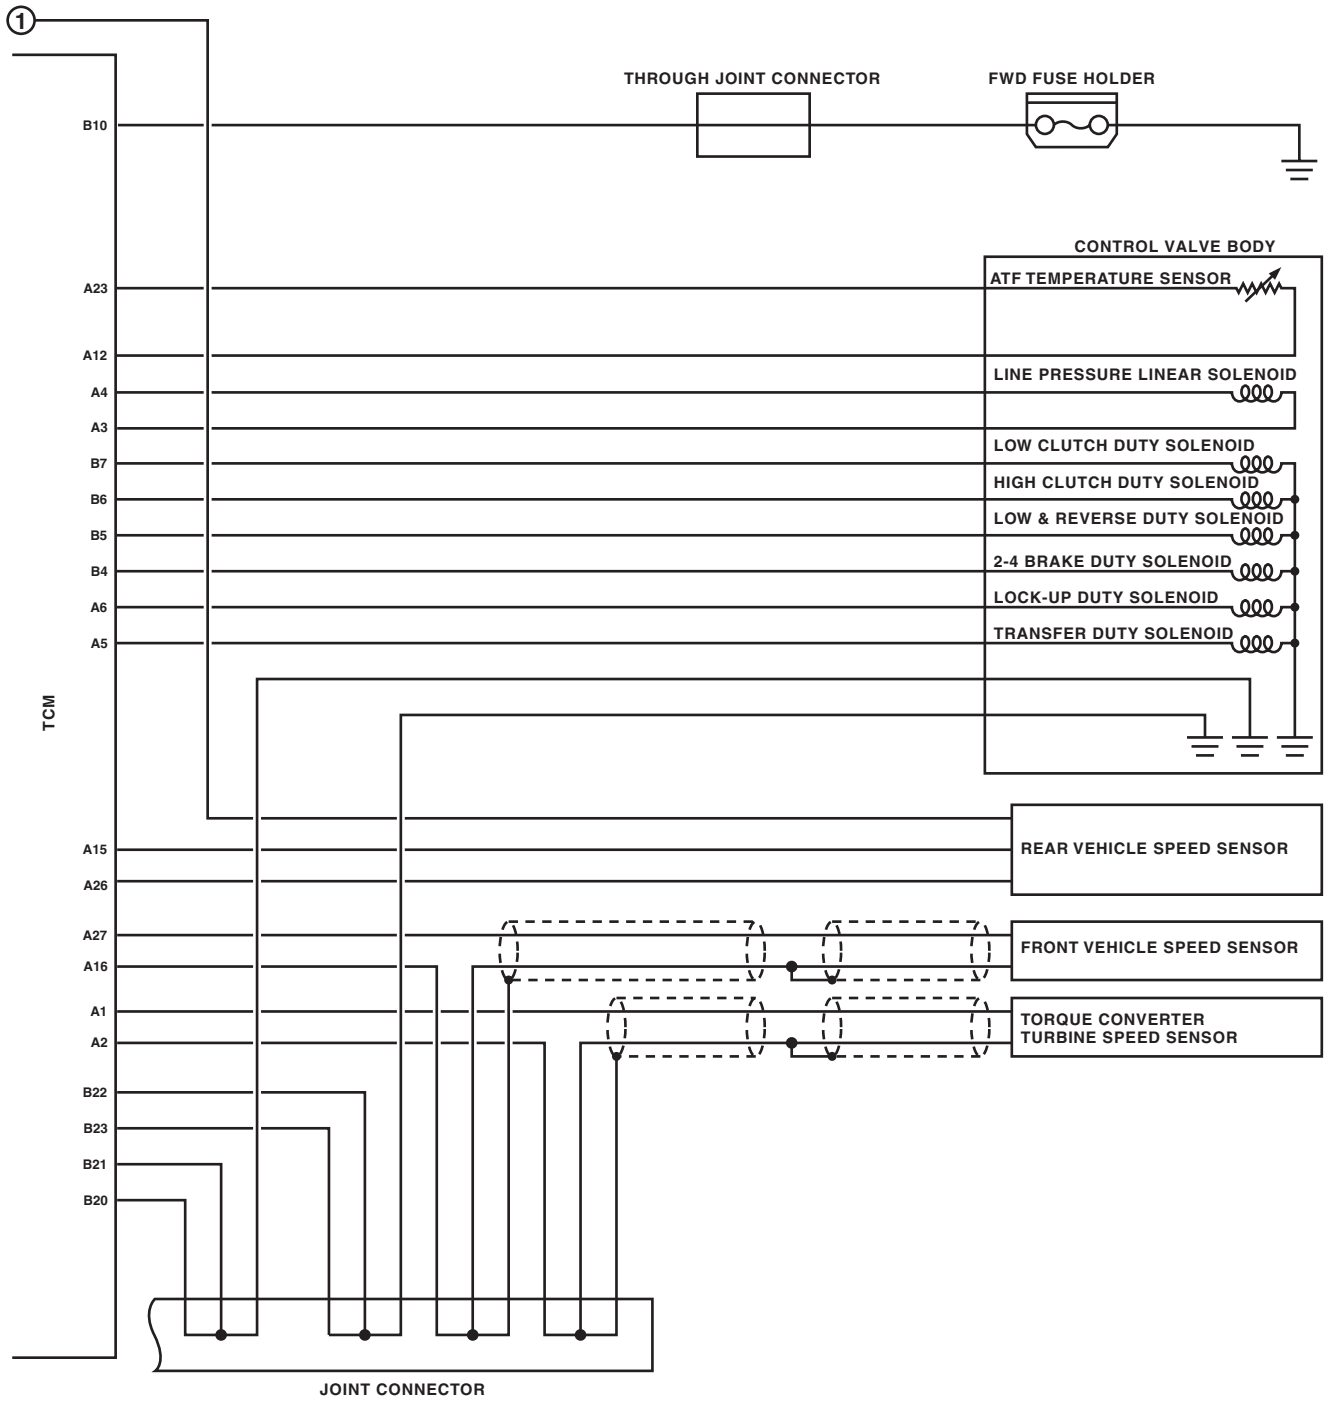 1
THROUGH JOINT CONNECTOR
FWD FUSE HOLDER
B10
CONTROL VALVE BODY
A23
ATF TEMPERATURE SENSOR
A12
LINE PRESSURE LINEAR SOLENOID
A4
A3
LOW CLUTCH DUTY SOLENOID
B7
HIGH CLUTCH DUTY SOLENOID
B6
LOW & REVERSE DUTY SOLENOID
B5
2-4 BRAKE DUTY SOLENOID
B4
LOCK-UP DUTY SOLENOID
A6
TRANSFER DUTY SOLENOID
A5
TCM
A15
REAR VEHICLE SPEED SENSOR
A26
A27
FRONT VEHICLE SPEED SENSOR
A16
A1
TORQUE CONVERTER
TURBINE SPEED SENSOR
A2
B22
B23
B21
B20
JOINT CONNECTOR